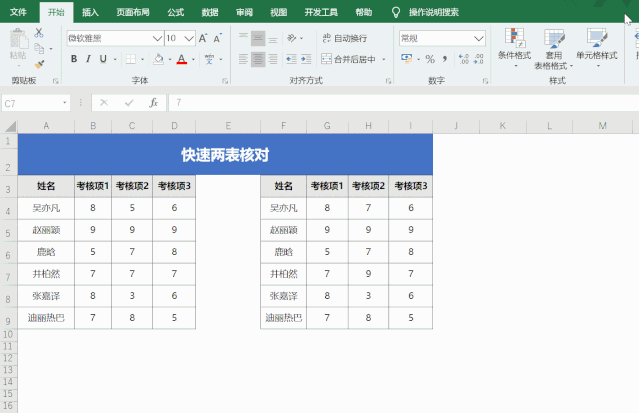 文件 开始 插入 页面布局 公式 数据 审阅 视图 开发工具 帮助 操作说明搜索
微软雅黑 10 A A 自动换行 常规
粘贴 B I U A 合并后居中 % 条件格式 套用 单元格样式
表格格式
剪贴板 字体 对齐方式 数字 样式
C7 fx 7
A B C D E F G H I J K L M
1
2 快速两表核对
3 姓名 考核项1 考核项2 考核项3 姓名 考核项1 考核项2 考核项3
4 吴亦凡 8 5 6 吴亦凡 8 7 6
5 赵丽颖 9 9 9 赵丽颖 9 9 9
6 鹿晗 5 7 8 鹿晗 5 7 8
7 井柏然 7 7 7 井柏然 7 9 7
8 张嘉译 8 3 6 张嘉译 8 3 6
9 迪丽热巴 7 8 5 迪丽热巴 7 8 5
10
11
12
13
14
15
16